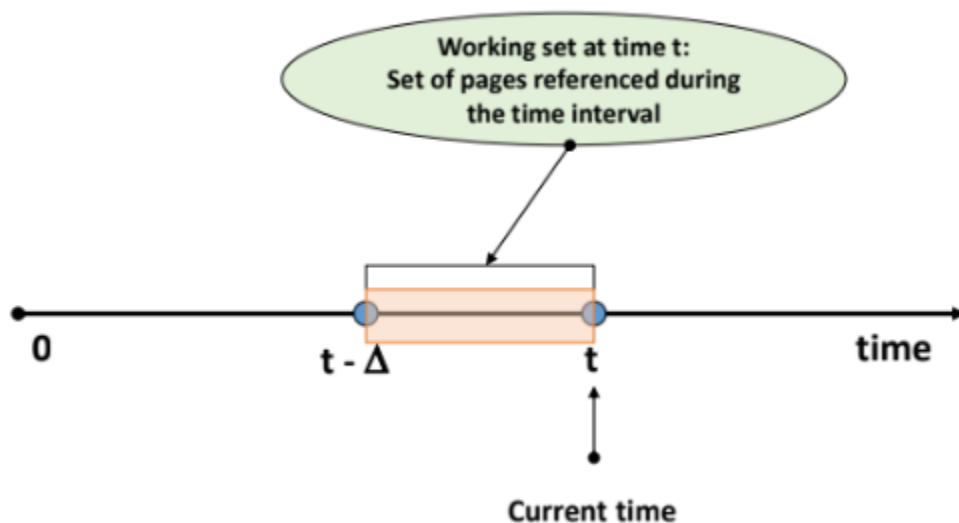 Working set at time t:
Set of pages referenced during
the time interval
0
t - Δ
t
time
Current time